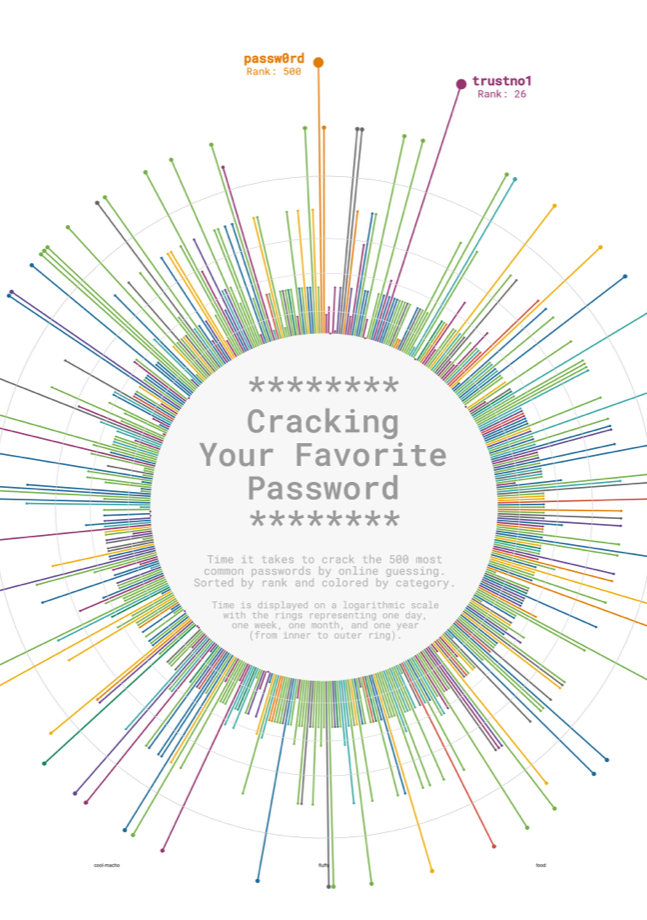 passw0rd
Rank: 500
trustno1
Rank: 26
********
Cracking
Your Favorite
Password
********
Time it takes to crack the 500 most
common passwords by online guessing.
Sorted by rank and colored by category.
Time is displayed on a logarithmic scale
with the rings representing one day,
one week, one month, and one year
(from inner to outer ring).
cool-macho
fluffy
food